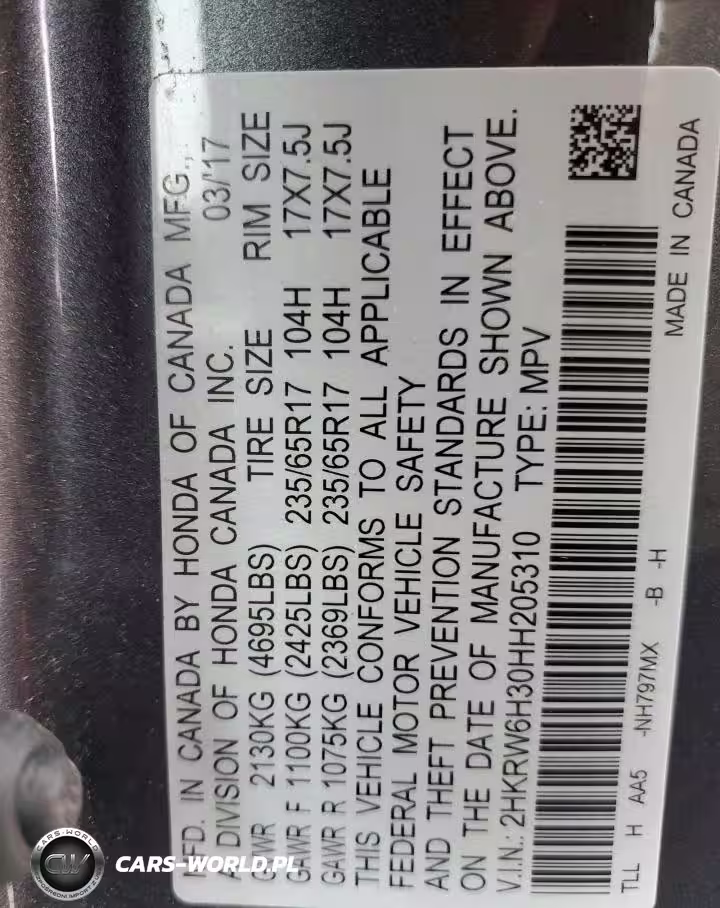 MFD. IN CANADA BY HONDA OF CANADA MFG.,
A DIVISION OF HONDA CANADA INC. 03/'17
GVWR 2130KG (4695LBS) TIRE SIZE RIM SIZE
GAWR F 1100KG (2425LBS) 235/65R17 104H 17X7.5J
GAWR R 1075KG (2369LBS) 235/65R17 104H 17X7.5J
THIS VEHICLE CONFORMS TO ALL APPLICABLE
FEDERAL MOTOR VEHICLE SAFETY
AND THEFT PREVENTION STANDARDS IN EFFECT
ON THE DATE OF MANUFACTURE SHOWN ABOVE.
V.I.N.: 2HKRW6H30HH205310 TYPE: MPV
TLL H AA5 -NH797MX -B -H
MADE IN CANADA
CARS-WORLD
CW
CARS-WORLD.PL